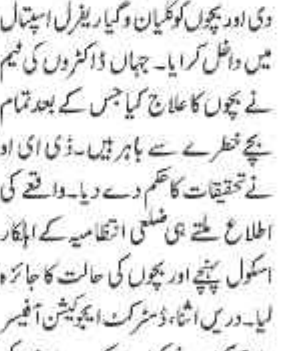 دی اور بچوں کو کلیان وگیا ریفرل اسپتال
میں داخل کرایا۔ جہاں ڈاکٹروں کی ٹیم
نے بچوں کا علاج کیا جس کے بعد تمام
بچے خطرے سے باہر ہیں۔ ڈی ای او
نے تحقیقات کا حکم دے دیا۔ واقعے کی
اطلاع ملتے ہی ضلعی انتظامیہ کے اہلکار
اسکول پہنچے اور بچوں کی حالت کا جائزہ
لیا۔ دریں اثنا، ڈسٹرکٹ ایجوکیشن آفیسر